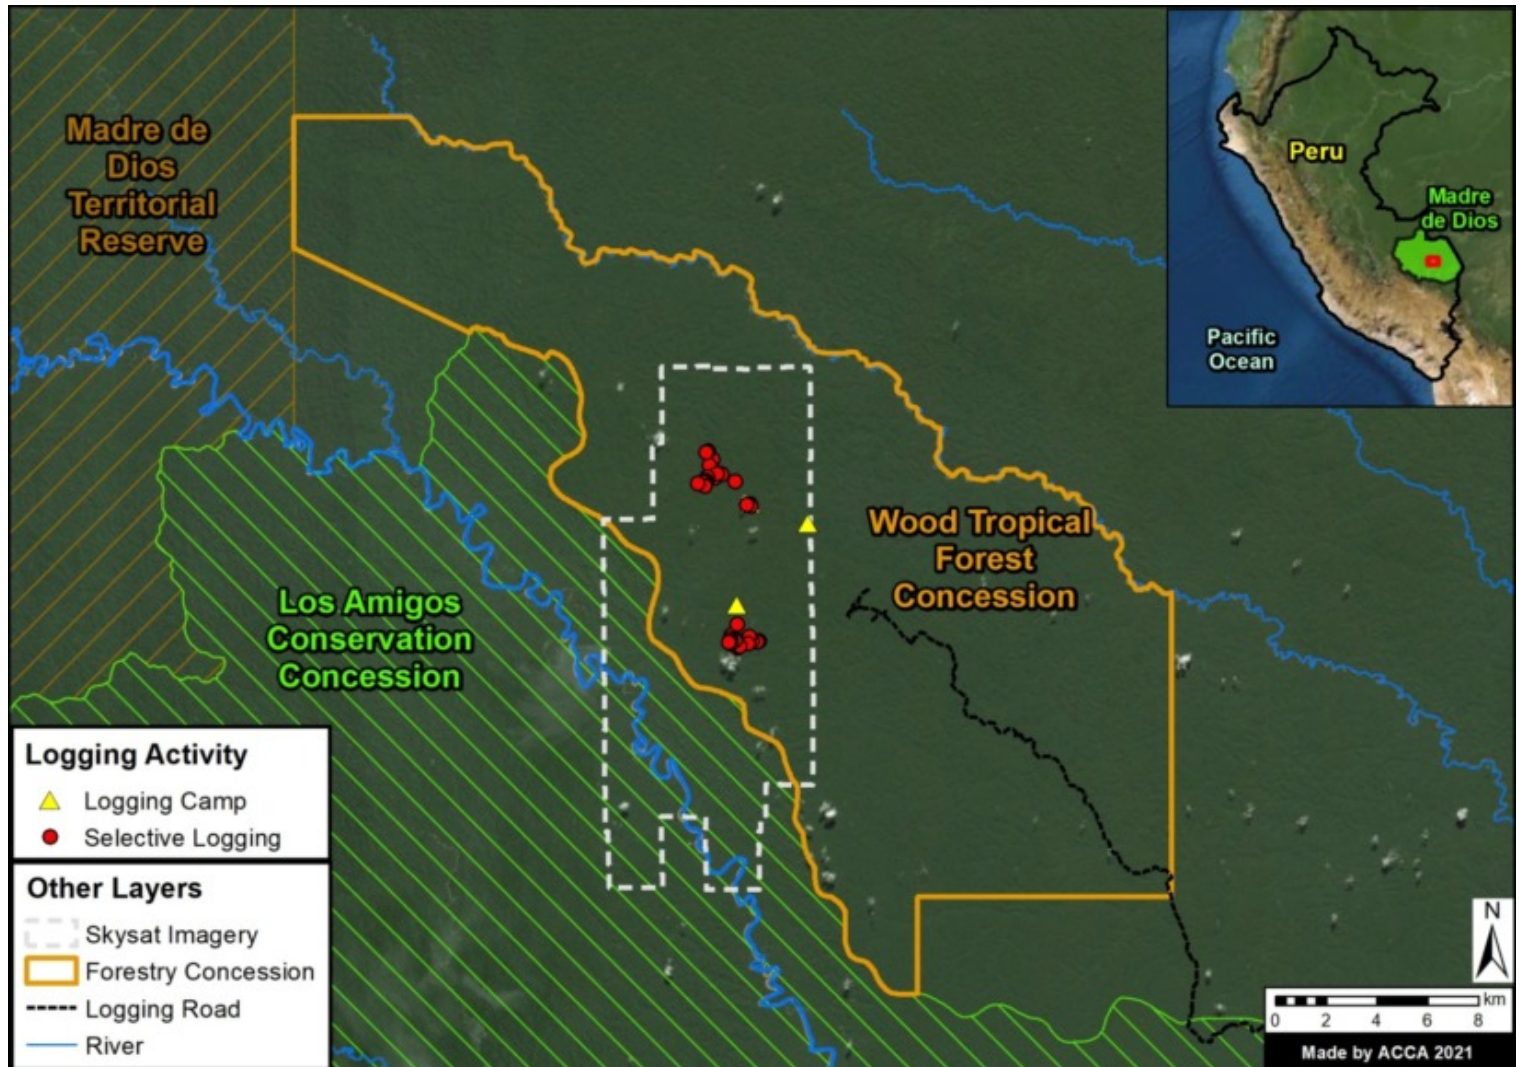 Madre de
Dios
Territorial
Reserve
Peru
Madre
de Dios
Pacific
Ocean
Wood Tropical
Forest
Concession
Los Amigos
Conservation
Concession
Logging Activity
Logging Camp
Selective Logging
Other Layers
Skysat Imagery
Forestry Concession
Logging Road
River
N
km
0 2 4 6 8
Made by ACCA 2021